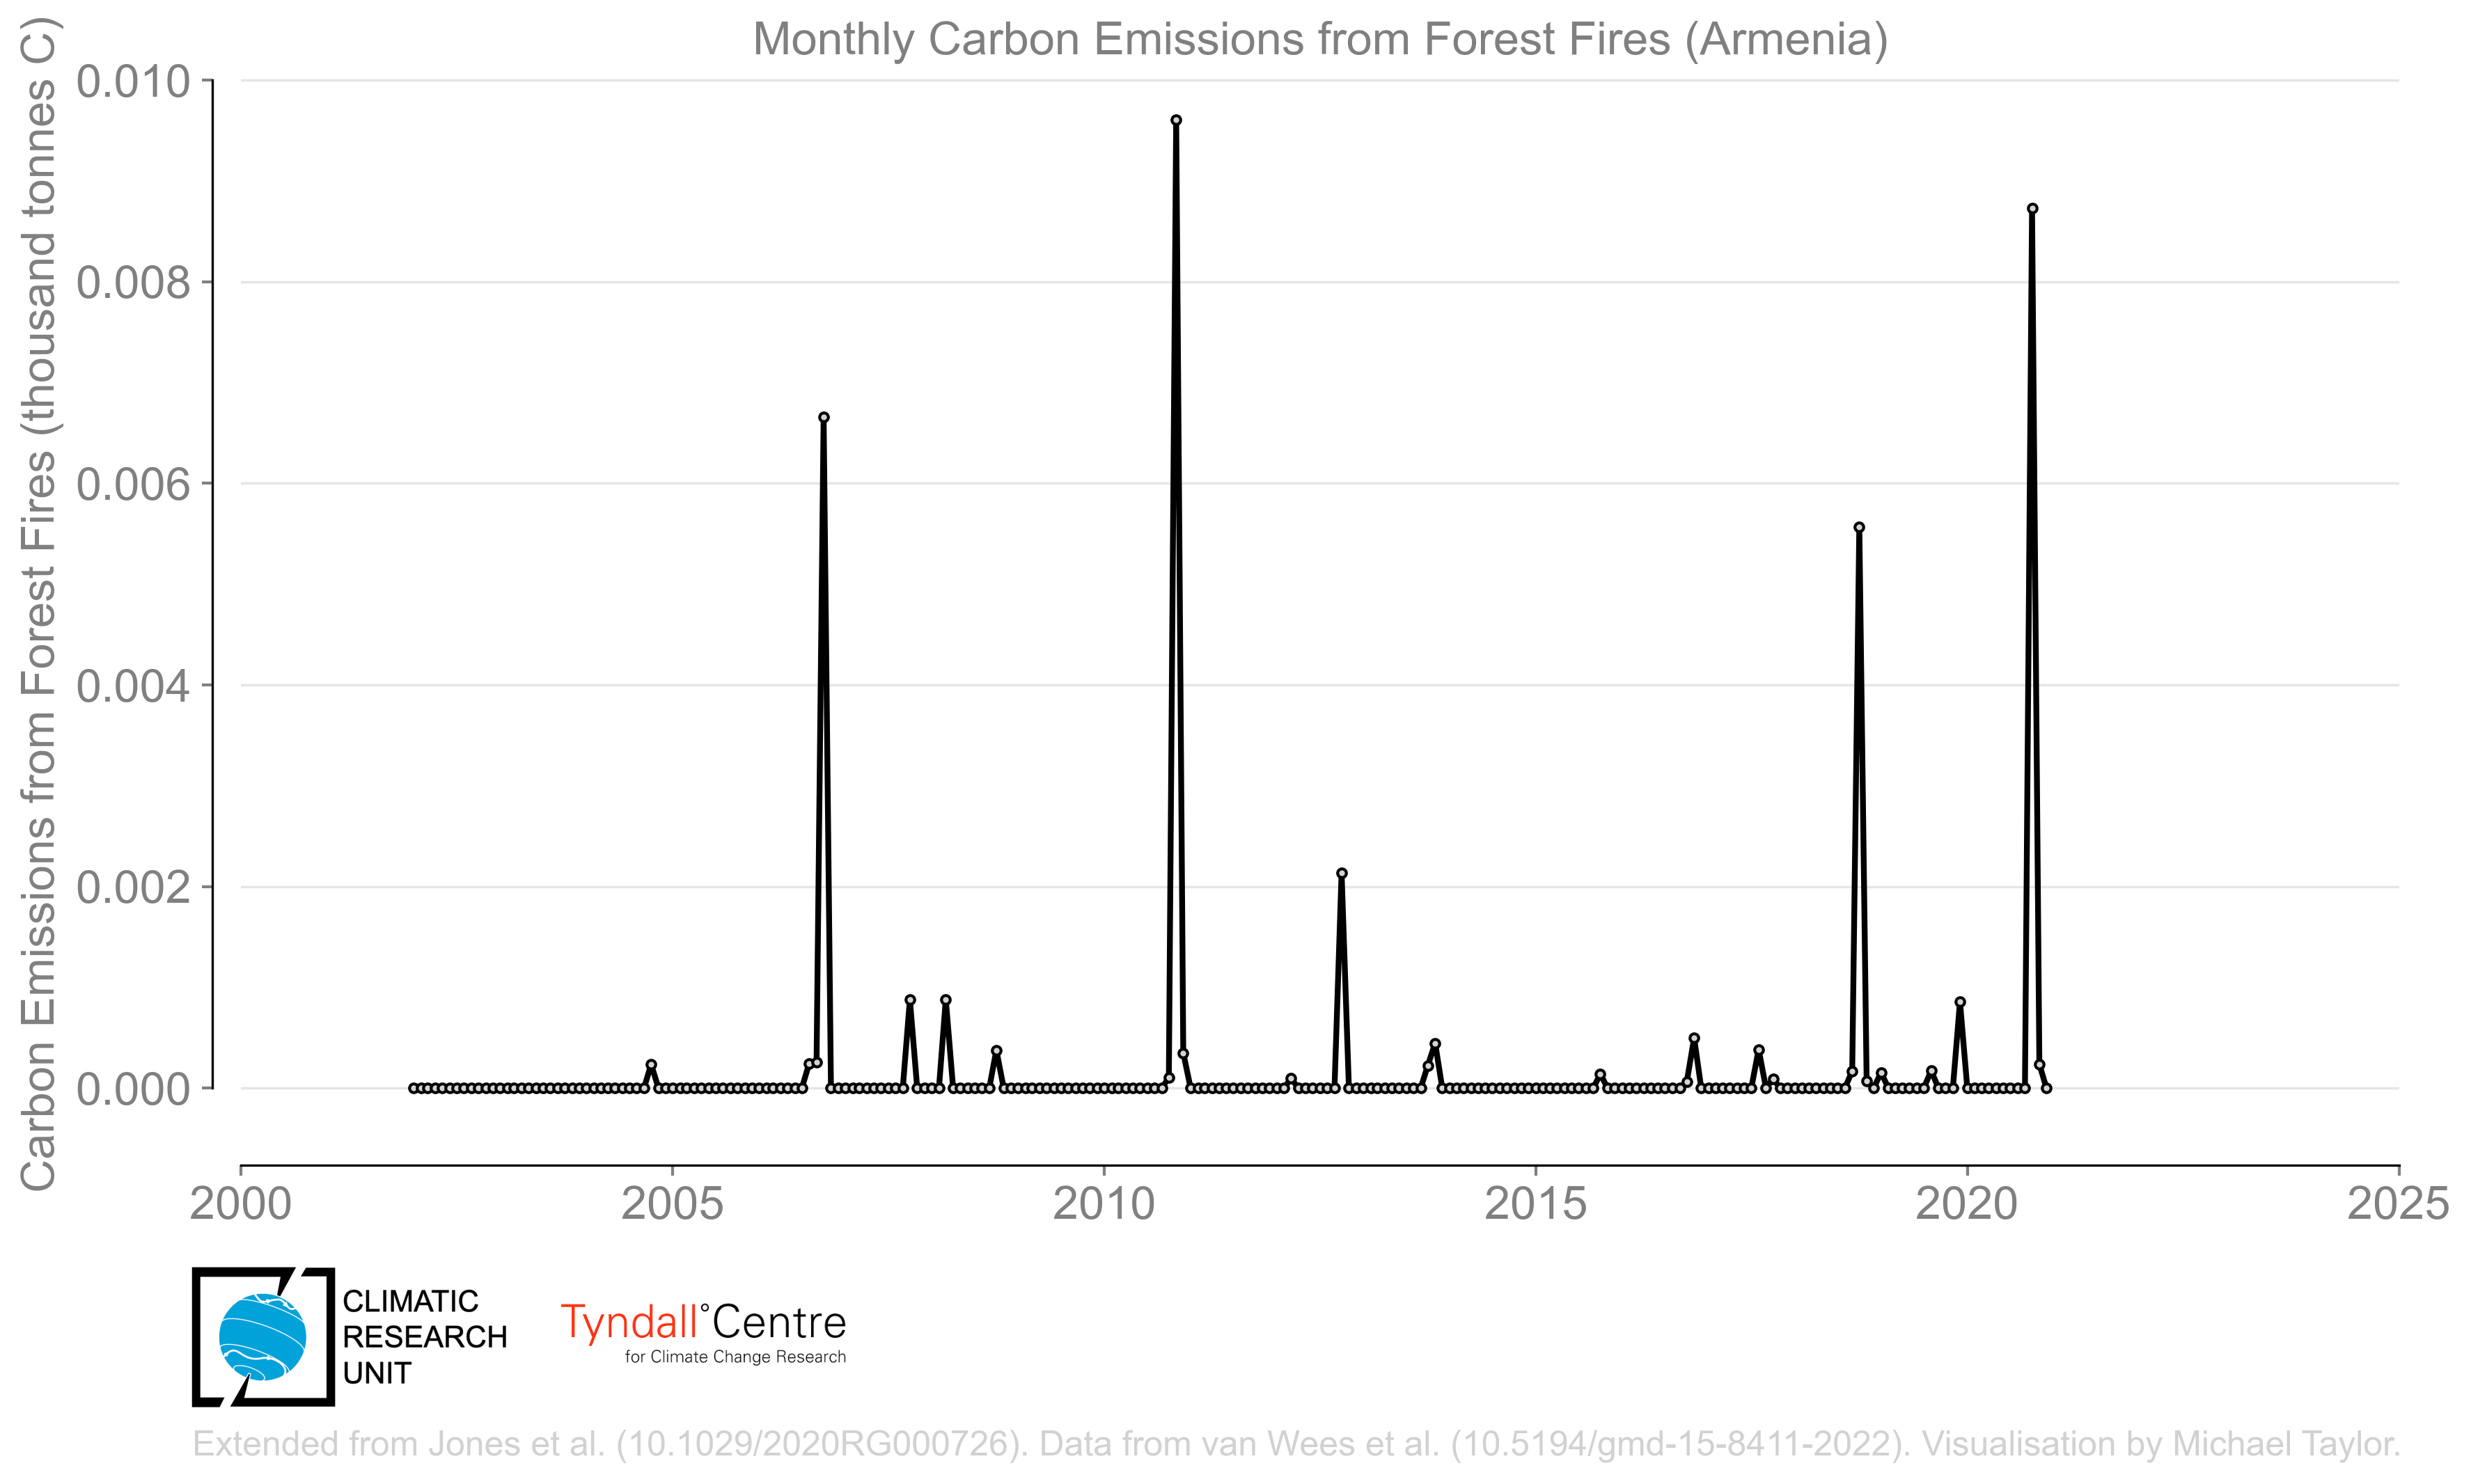 Monthly Carbon Emissions from Forest Fires (Armenia)
Carbon Emissions from Forest Fires (thousand tonnes C)
0.010
0.008
0.006
0.004
0.002
0.000
2000 2005 2010 2015 2020 2025
CLIMATIC
RESEARCH
UNIT
Tyndall°Centre
for Climate Change Research
Extended from Jones et al. (10.1029/2020RG000726). Data from van Wees et al. (10.5194/gmd-15-8411-2022). Visualisation by Michael Taylor.